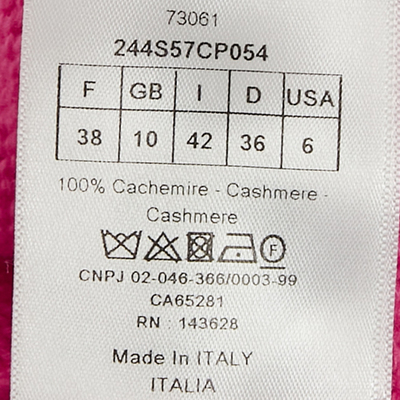 73061
244S57CP054
F GB I D USA
38 10 42 36 6
100% Cachemire - Cashmere -
Cashmere
F
CNPJ 02-046-366/0003-99
CA65281
RN : 143628
Made In ITALY
ITALIA